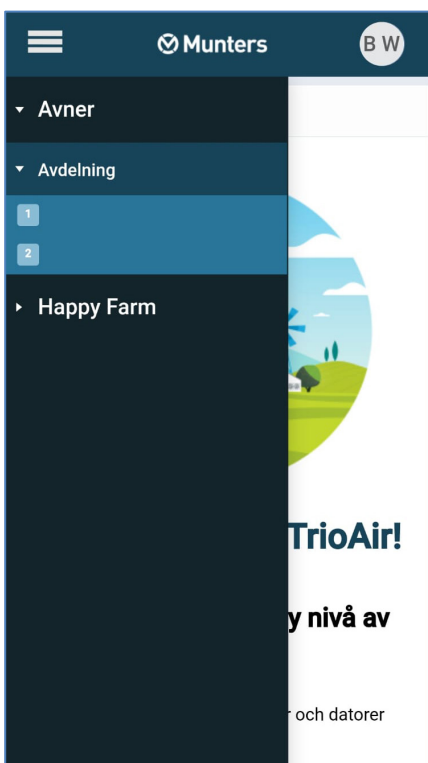 Munters
B W
Avner
Avdelning
1
2
Happy Farm
TrioAir!
y nivå av
och datorer